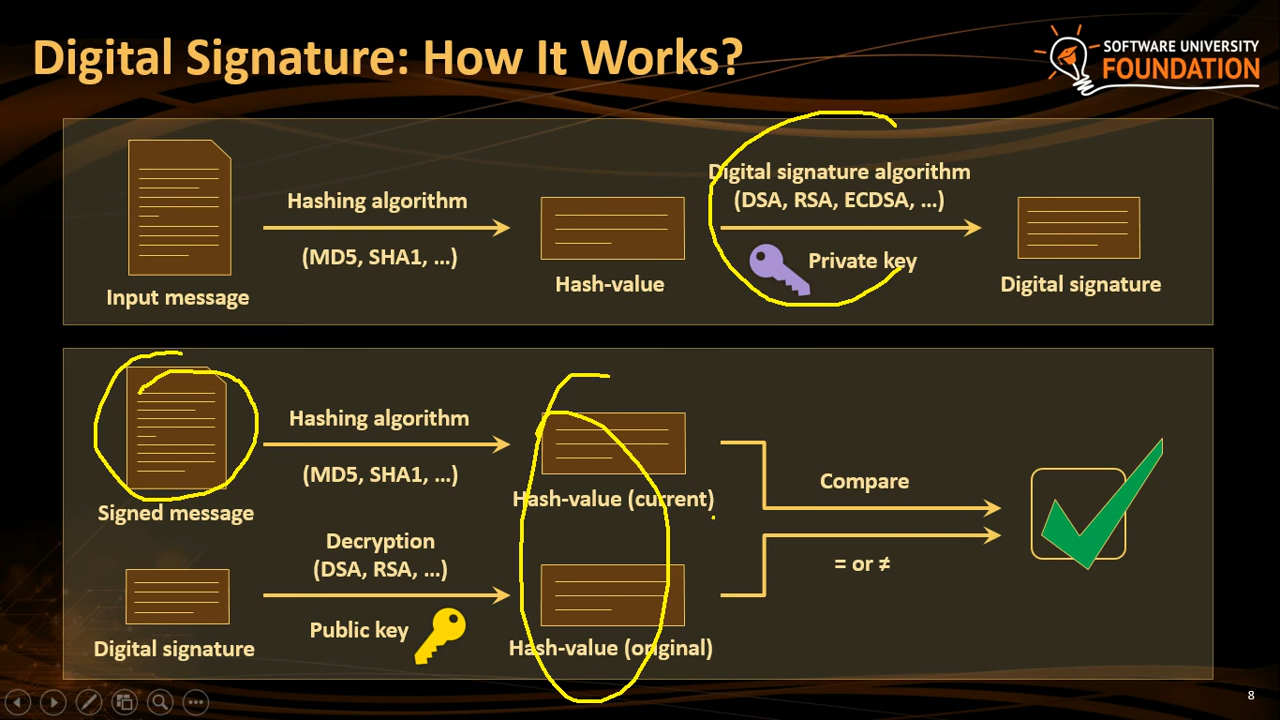 Digital Signature: How It Works?
SOFTWARE UNIVERSITY
FOUNDATION
Input message
Hashing algorithm
(MD5, SHA1, ...)
Hash-value
Digital signature algorithm
(DSA, RSA, ECDSA, ...)
Private key
Digital signature
Signed message
Hashing algorithm
(MD5, SHA1, ...)
Hash-value (current)
Digital signature
Decryption
(DSA, RSA, ...)
Public key
Hash-value (original)
Compare
= or ≠
8